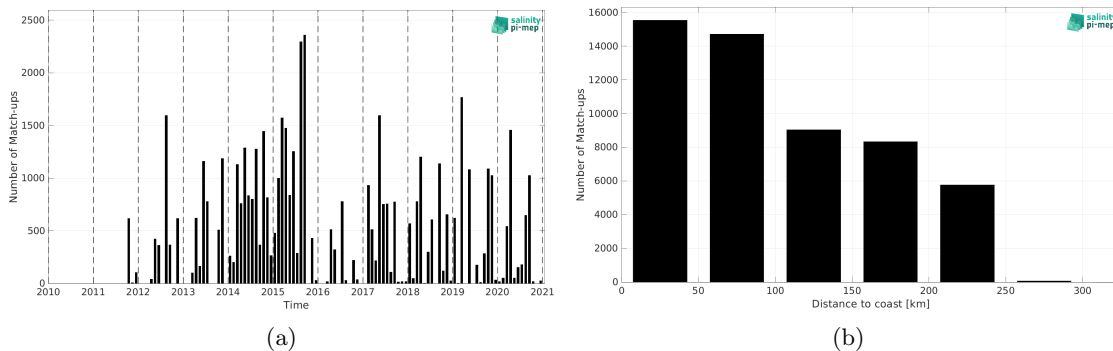 2500
2000
1500
1000
500
0
Number of Match-ups
2010 2011 2012 2013 2014 2015 2016 2017 2018 2019 2020 2021
Time
salinity
pi-mep
(a)
16000
14000
12000
10000
8000
6000
4000
2000
0
Number of Match-ups
0 50 100 150 200 250 300
Distance to coast [km]
salinity
pi-mep
(b)